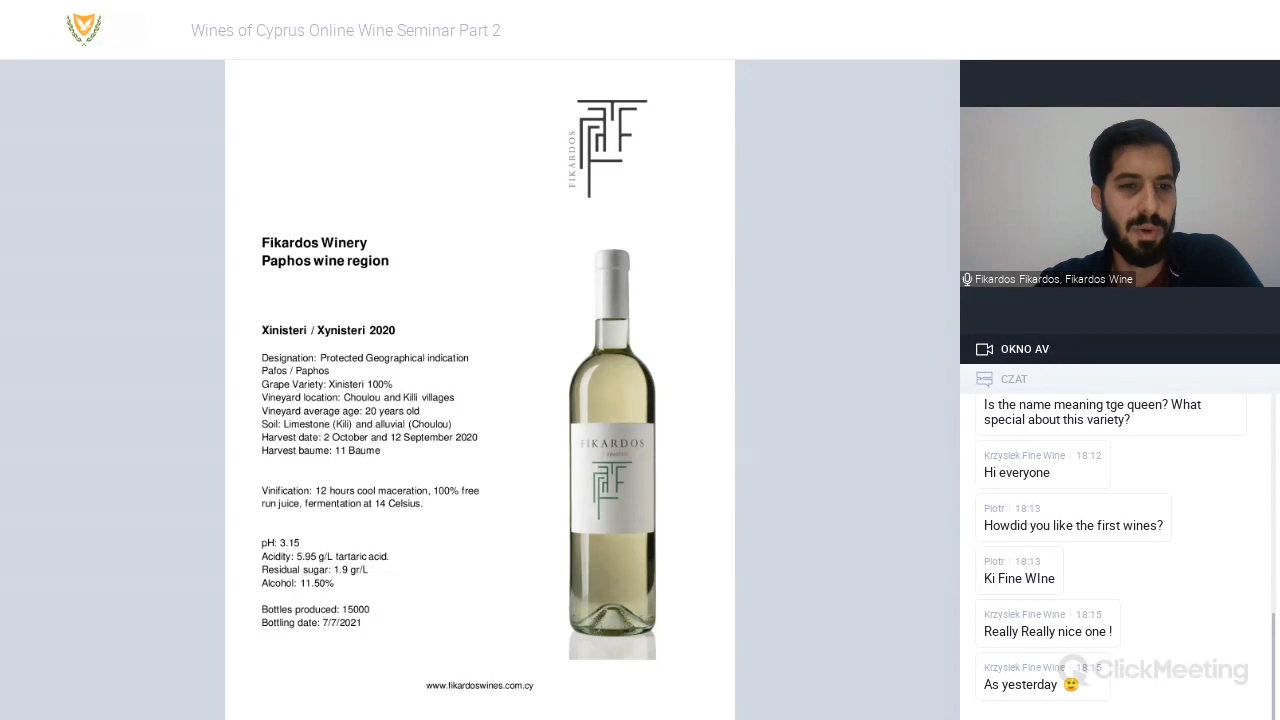 Wines of Cyprus Online Wine Seminar Part 2
FIKARDOS
Fikardos Winery
Paphos wine region
Xinisteri / Xynisteri 2020
Designation: Protected Geographical indication
Pafos / Paphos
Grape Variety: Xinisteri 100%
Vineyard location: Choulou and Killi villages
Vineyard average age: 20 years old
Soil: Limestone (Kili) and alluvial (Choulou)
Harvest date: 2 October and 12 September 2020
Harvest baume: 11 Baume
Vinification: 12 hours cool maceration, 100% free
run juice, fermentation at 14 Celsius.
pH: 3.15
Acidity: 5.95 g/L tartaric acid.
Residual sugar: 1.9 gr/L
Alcohol: 11.50%
Bottles produced: 15000
Bottling date: 7/7/2021
www.fikardoswines.com.cy
FIKARDOS
Fikardos Fikardos, Fikardos Wine
OKNO AV
CZAT
Is the name meaning tge queen? What
special about this variety?
Krzysiek Fine Wine 18:12
Hi everyone
Piotr 18:13
Howdid you like the first wines?
Piotr 18:13
Ki Fine WIne
Krzysiek Fine Wine 18:15
Really Really nice one !
Krzysiek Fine Wine 18:15
As yesterday
ClickMeeting